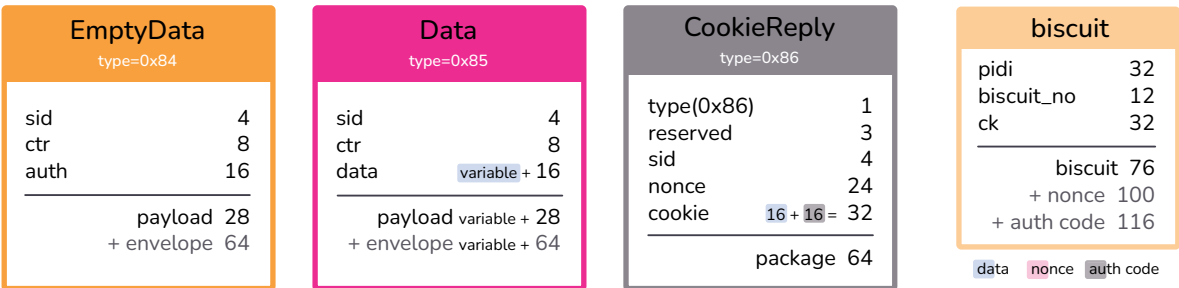 EmptyData
type=0x84
sid 4
ctr 8
auth 16
payload 28
+ envelope 64
Data
type=0x85
sid 4
ctr 8
data variable + 16
payload variable + 28
+ envelope variable + 64
CookieReply
type=0x86
type(0x86) 1
reserved 3
sid 4
nonce 24
cookie 16 + 16 = 32
package 64
biscuit
pidi 32
biscuit_no 12
ck 32
biscuit 76
+ nonce 100
+ auth code 116
data nonce auth code